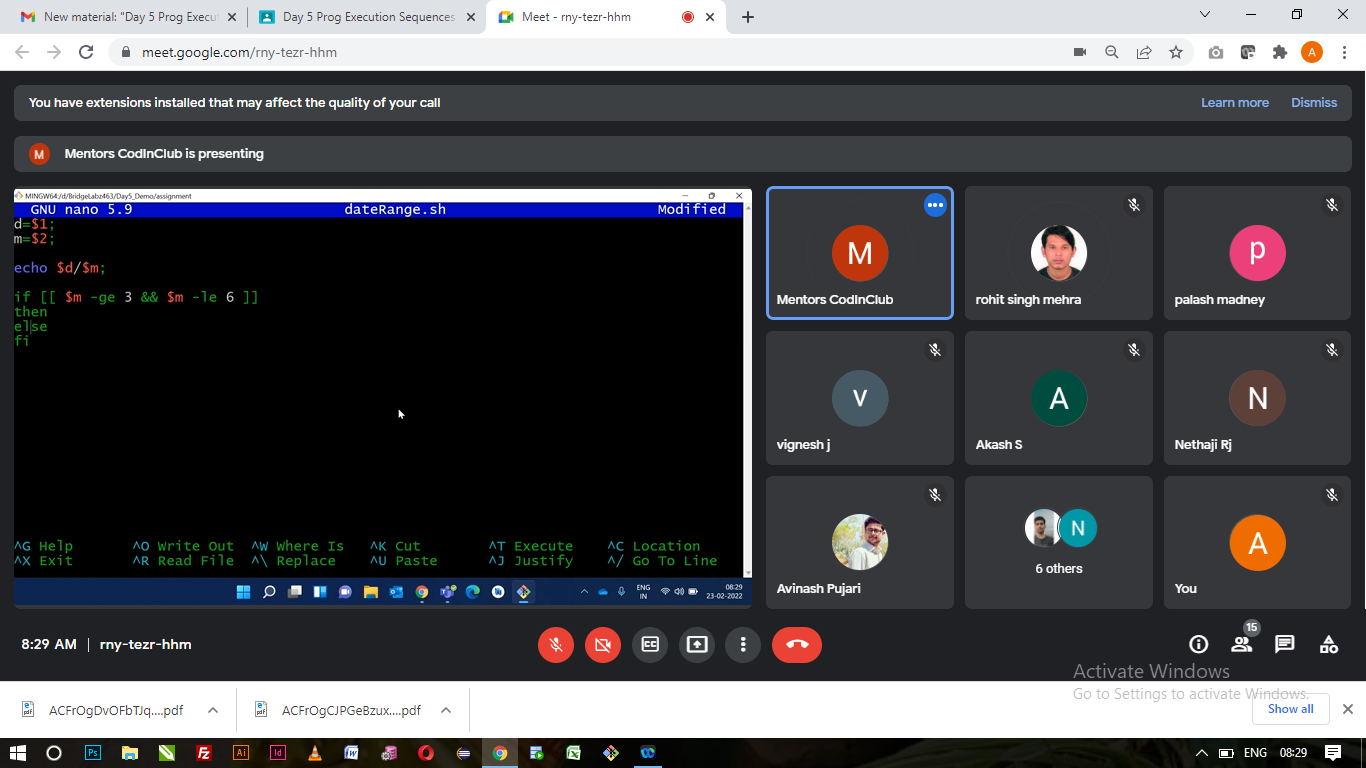 New material: "Day 5 Prog Execut
Day 5 Prog Execution Sequences
Meet - rny-tezr-hhm
meet.google.com/rny-tezr-hhm
A
You have extensions installed that may affect the quality of your call
Learn more
Dismiss
M
Mentors CodInClub is presenting
MINGW64:/d/BridgeLabz463/Day5_Demo/assignment
GNU nano 5.9
dateRange.sh
Modified
d=$1;
m=$2;
echo $d/$m;
if [[ $m -ge 3 && $m -le 6 ]]
then
else
fi
^G Help
^O Write Out
^W Where Is
^K Cut
^T Execute
^C Location
^X Exit
^R Read File
^\ Replace
^U Paste
^J Justify
^/ Go To Line
ENG
IN
08:29
23-02-2022
M
Mentors CodInClub
rohit singh mehra
p
palash madney
v
vignesh j
A
Akash S
N
Nethaji Rj
Avinash Pujari
N
6 others
A
You
8:29 AM | rny-tezr-hhm
15
Activate Windows
Go to Settings to activate Windows.
ACFrOgDvOFbTJq....pdf
ACFrOgCJPGeBzux....pdf
Show all
Ps
Fz
Ai
Id
W
X
ENG
08:29